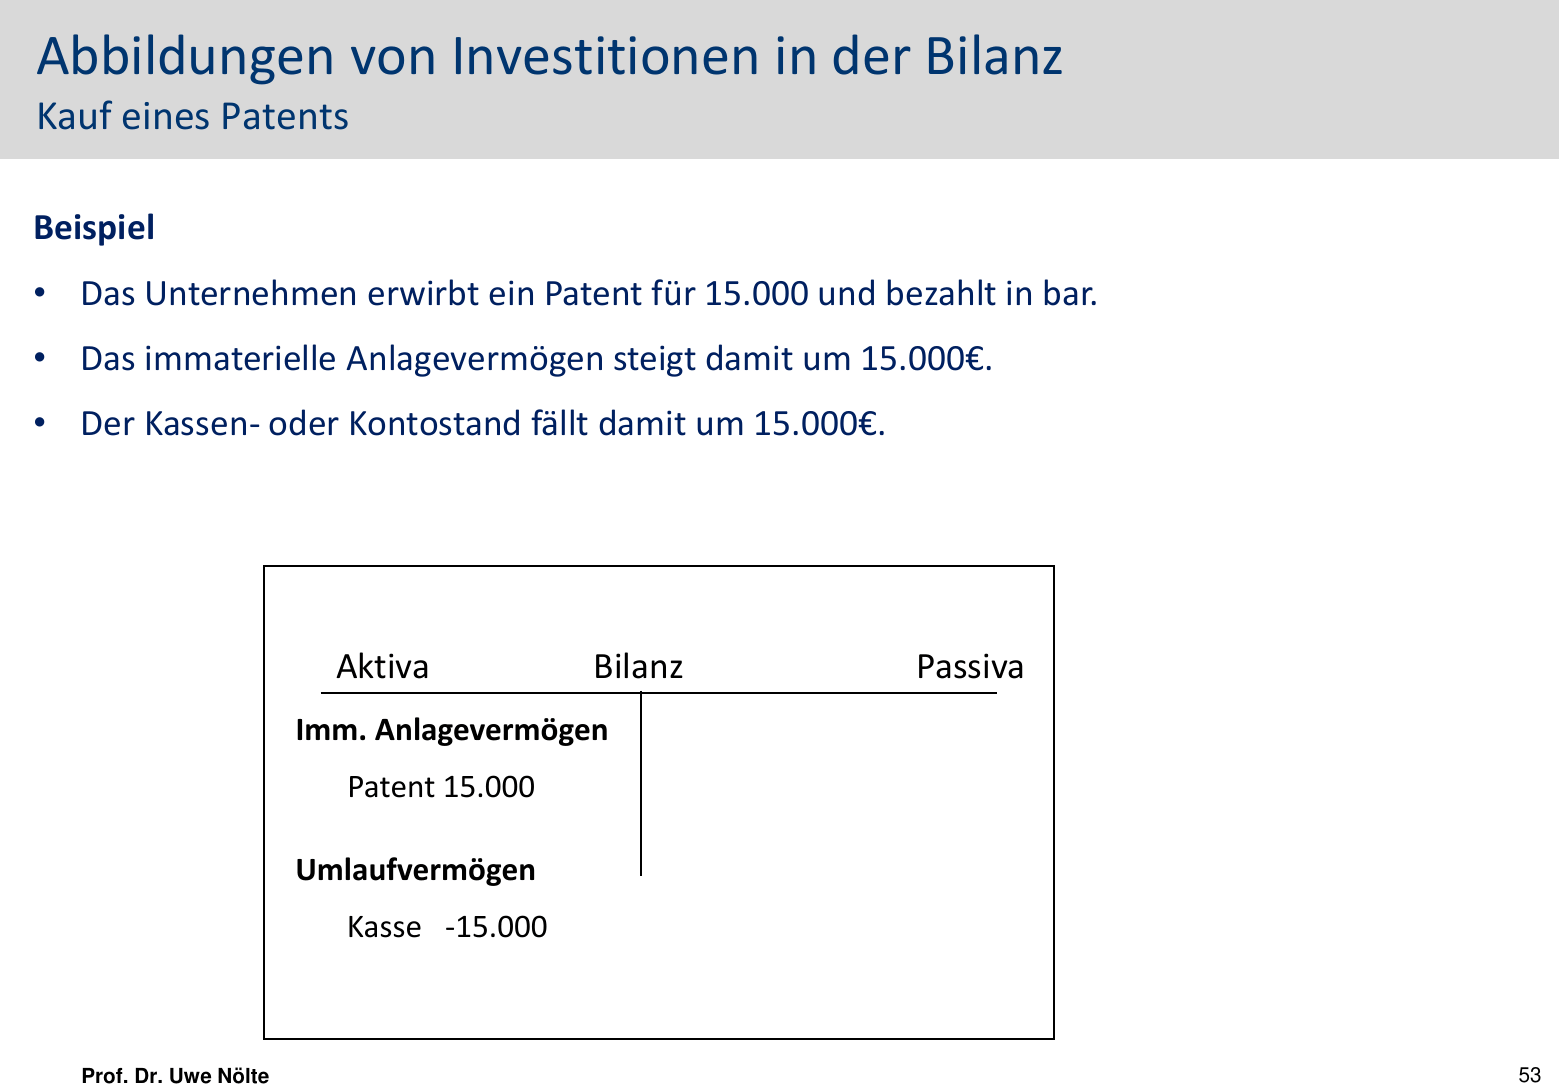 Abbildungen von Investitionen in der Bilanz
Kauf eines Patents
Beispiel
• Das Unternehmen erwirbt ein Patent für 15.000 und bezahlt in bar.
• Das immaterielle Anlagevermögen steigt damit um 15.000€.
• Der Kassen- oder Kontostand fällt damit um 15.000€.
Aktiva Bilanz Passiva
Imm. Anlagevermögen
Patent 15.000
Umlaufvermögen
Kasse -15.000
Prof. Dr. Uwe Nölte 53